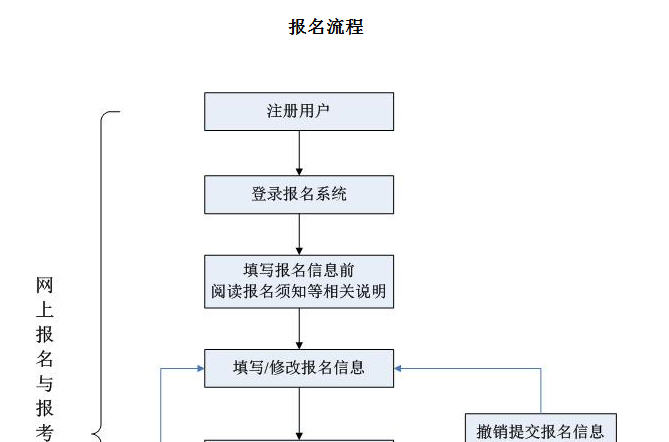 报名流程
注册用户
登录报名系统
填写报名信息前
阅读报名须知等相关说明
填写/修改报名信息
撤销提交报名信息
网上报名与报考